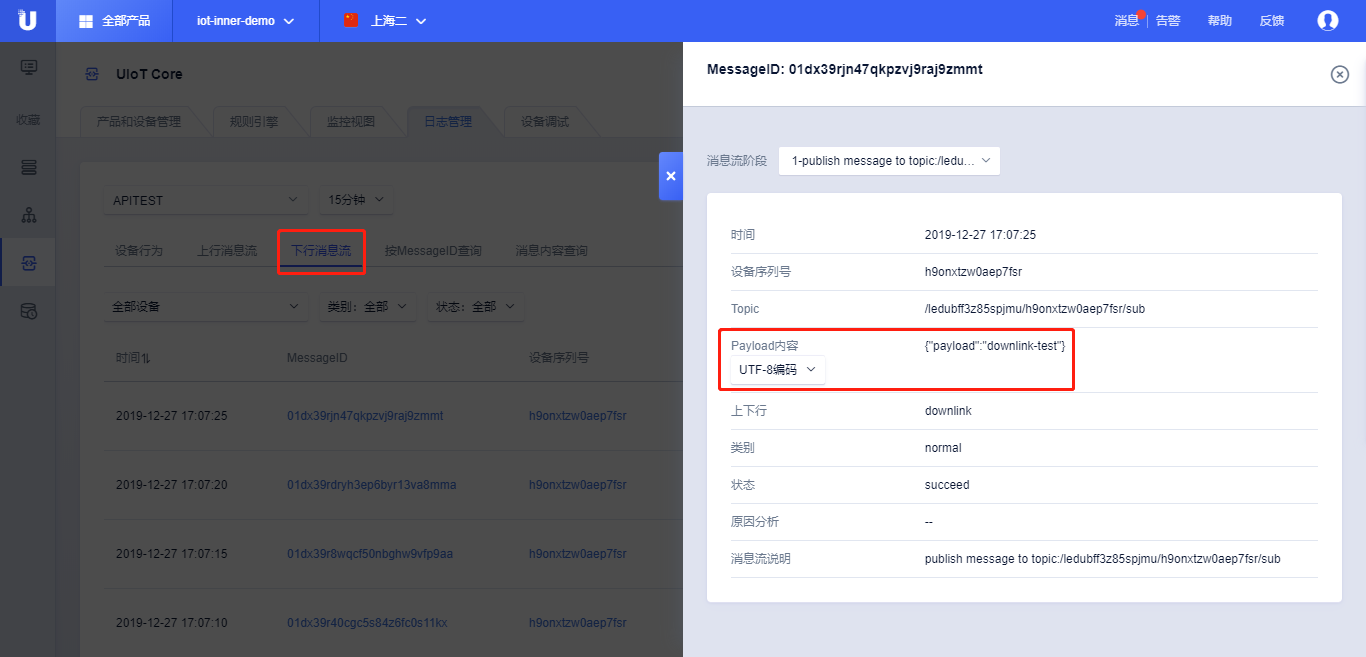 全部产品
iot-inner-demo
上海二
消息
告警
帮助
反馈
收藏
UIoT Core
产品和设备管理
规则引擎
监控视图
日志管理
设备调试
APITEST
15分钟
设备行为
上行消息流
下行消息流
按MessageID查询
消息内容查询
全部设备
类别：全部
状态：全部
时间
MessageID
设备序列号
2019-12-27 17:07:25
01dx39rjn47qkpzvj9raj9zmmt
h9onxtzw0aep7fsr
2019-12-27 17:07:20
01dx39rdryh3ep6byr13va8mma
h9onxtzw0aep7fsr
2019-12-27 17:07:15
01dx39r8wqcf50nbghw9vfp9aa
h9onxtzw0aep7fsr
2019-12-27 17:07:10
01dx39r40cgc5s84z6fc0s11kx
h9onxtzw0aep7fsr
MessageID: 01dx39rjn47qkpzvj9raj9zmmt
消息流阶段
1-publish message to topic:/ledu…
时间
2019-12-27 17:07:25
设备序列号
h9onxtzw0aep7fsr
Topic
/ledubff3z85spjmu/h9onxtzw0aep7fsr/sub
Payload内容
{"payload":"downlink-test"}
UTF-8编码
上下行
downlink
类别
normal
状态
succeed
原因分析
--
消息流说明
publish message to topic:/ledubff3z85spjmu/h9onxtzw0aep7fsr/sub